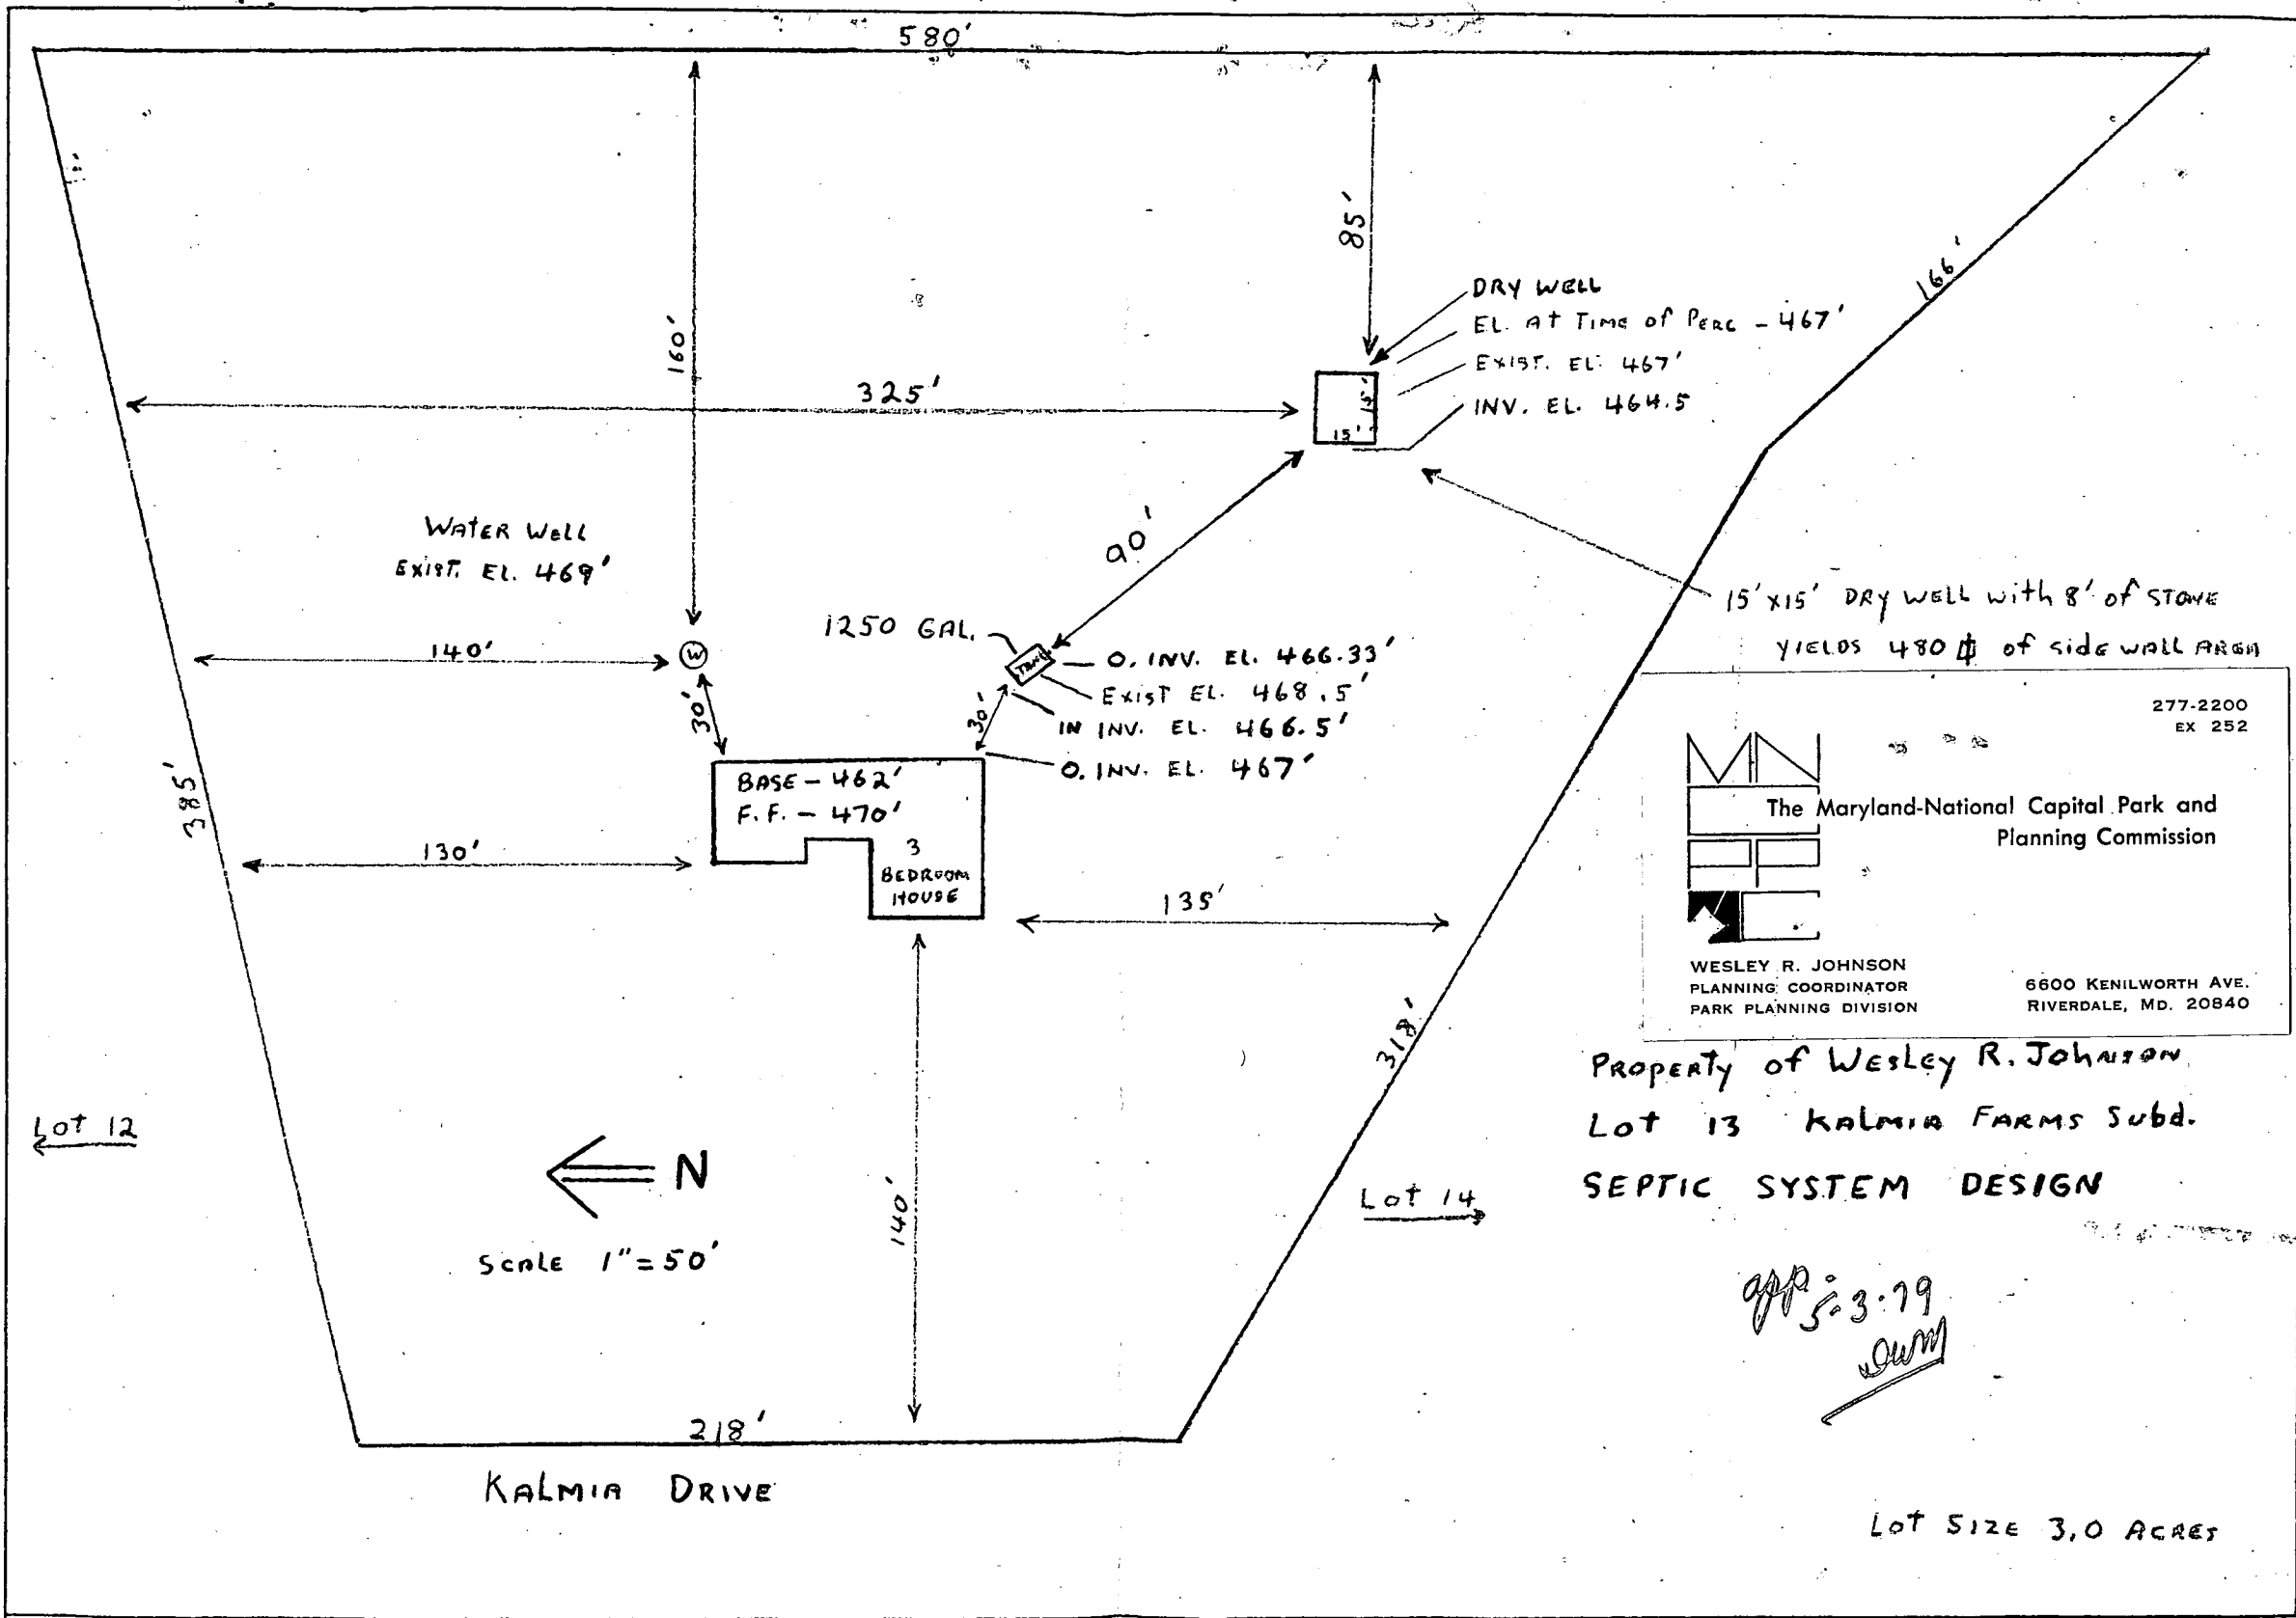 580'
85'
166'
160'
DRY WELL
EL. At Time of Perc - 467'
EXIST. EL. 467'
INV. EL. 464.5
325'
15'
15'
WATER WELL
EXIST. EL. 469'
90'
15'x15' DRY WELL with 8' of STONE
YIELDS 480 of side WALL AREA
1250 GAL.
TANK
O. INV. EL. 466.33'
EXIST EL. 468.5'
IN INV. EL. 466.5'
O. INV. EL. 467'
140'
W
30'
30'
BASE - 462'
F.F. - 470'
3
BEDROOM
HOUSE
385'
130'
135'
277-2200
EX 252
The Maryland-National Capital Park and
Planning Commission
WESLEY R. JOHNSON
PLANNING COORDINATOR
PARK PLANNING DIVISION
6600 KENILWORTH AVE.
RIVERDALE, MD. 20840
318'
PROPERTY of Wesley R. Johnson
Lot 13 KALMIA FARMS Subd.
SEPTIC SYSTEM DESIGN
Lot 12
N
Lot 14
140'
Scale 1" = 50'
app. 5.3.79
218'
KALMIA DRIVE
Lot SIZE 3.0 ACRES